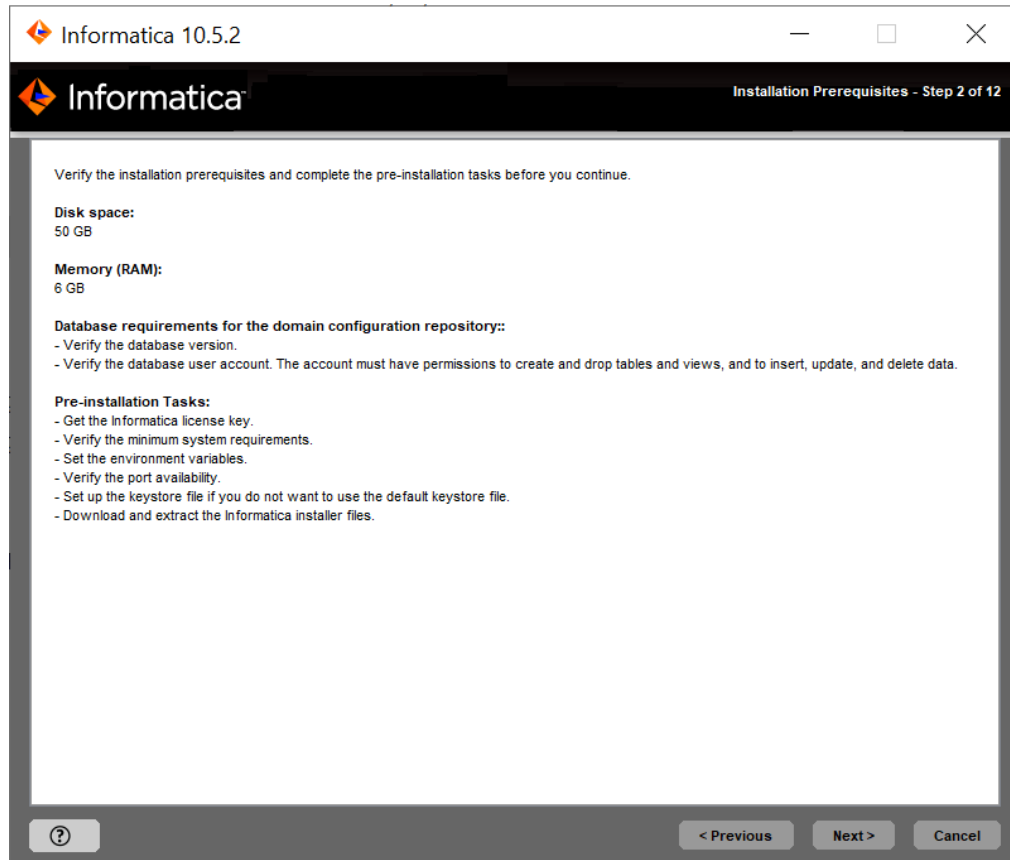 Informatica 10.5.2
Informatica
Installation Prerequisites - Step 2 of 12
Verify the installation prerequisites and complete the pre-installation tasks before you continue.
Disk space:
50 GB
Memory (RAM):
6 GB
Database requirements for the domain configuration repository::
- Verify the database version.
- Verify the database user account. The account must have permissions to create and drop tables and views, and to insert, update, and delete data.
Pre-installation Tasks:
- Get the Informatica license key.
- Verify the minimum system requirements.
- Set the environment variables.
- Verify the port availability.
- Set up the keystore file if you do not want to use the default keystore file.
- Download and extract the Informatica installer files.
?
< Previous Next > Cancel